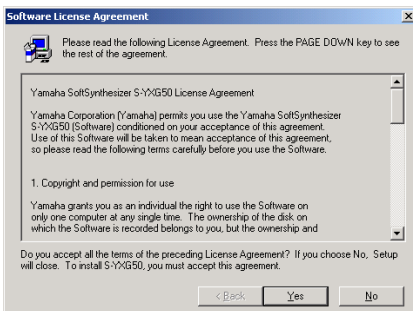 Software License Agreement
Please read the following License Agreement. Press the PAGE DOWN key to see
the rest of the agreement.
Yamaha SoftSynthesizer S-YXG50 License Agreement
Yamaha Corporation (Yamaha) permits you use the Yamaha SoftSynthesizer
S-YXG50 (Software) conditioned on your acceptance of this agreement.
Use of this Software will be taken to mean acceptance of this agreement,
so please read the following terms carefully before you use the Software.
1. Copyright and permission for use
Yamaha grants you as an individual the right to use the Software on
only one computer at any single time. The ownership of the disk on
which the Software is recorded belongs to you, but the ownership and
Do you accept all the terms of the preceding License Agreement? If you choose No, Setup
will close. To install S-YXG50, you must accept this agreement.
< Back Yes No